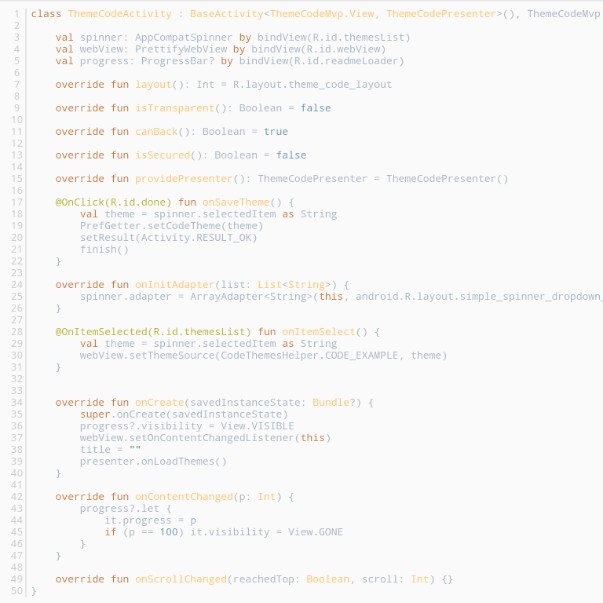 1 class ThemeCodeActivity : BaseActivity<ThemeCodeMvp.View, ThemeCodePresenter>(), ThemeCodeMvp
2
3     val spinner: AppCompatSpinner by bindView(R.id.themesList)
4     val webView: PrettifyWebView by bindView(R.id.webView)
5     val progress: ProgressBar? by bindView(R.id.readmeLoader)
6
7     override fun layout(): Int = R.layout.theme_code_layout
8
9     override fun isTransparent(): Boolean = false
10
11     override fun canBack(): Boolean = true
12
13     override fun isSecured(): Boolean = false
14
15     override fun providePresenter(): ThemeCodePresenter = ThemeCodePresenter()
16
17     @OnClick(R.id.done) fun onSaveTheme() {
18         val theme = spinner.selectedItem as String
19         PrefGetter.setCodeTheme(theme)
20         setResult(Activity.RESULT_OK)
21         finish()
22     }
23
24     override fun onInitAdapter(list: List<String>) {
25         spinner.adapter = ArrayAdapter<String>(this, android.R.layout.simple_spinner_dropdown_
26     }
27
28     @OnItemSelected(R.id.themesList) fun onItemSelect() {
29         val theme = spinner.selectedItem as String
30         webView.setThemeSource(CodeThemesHelper.CODE_EXAMPLE, theme)
31     }
32
33
34     override fun onCreate(savedInstanceState: Bundle?) {
35         super.onCreate(savedInstanceState)
36         progress?.visibility = View.VISIBLE
37         webView.setOnContentChangedListener(this)
38         title = ""
39         presenter.onLoadThemes()
40     }
41
42     override fun onContentChanged(p: Int) {
43         progress?.let {
44             it.progress = p
45             if (p == 100) it.visibility = View.GONE
46         }
47     }
48
49     override fun onScrollChanged(reachedTop: Boolean, scroll: Int) {}
50 }